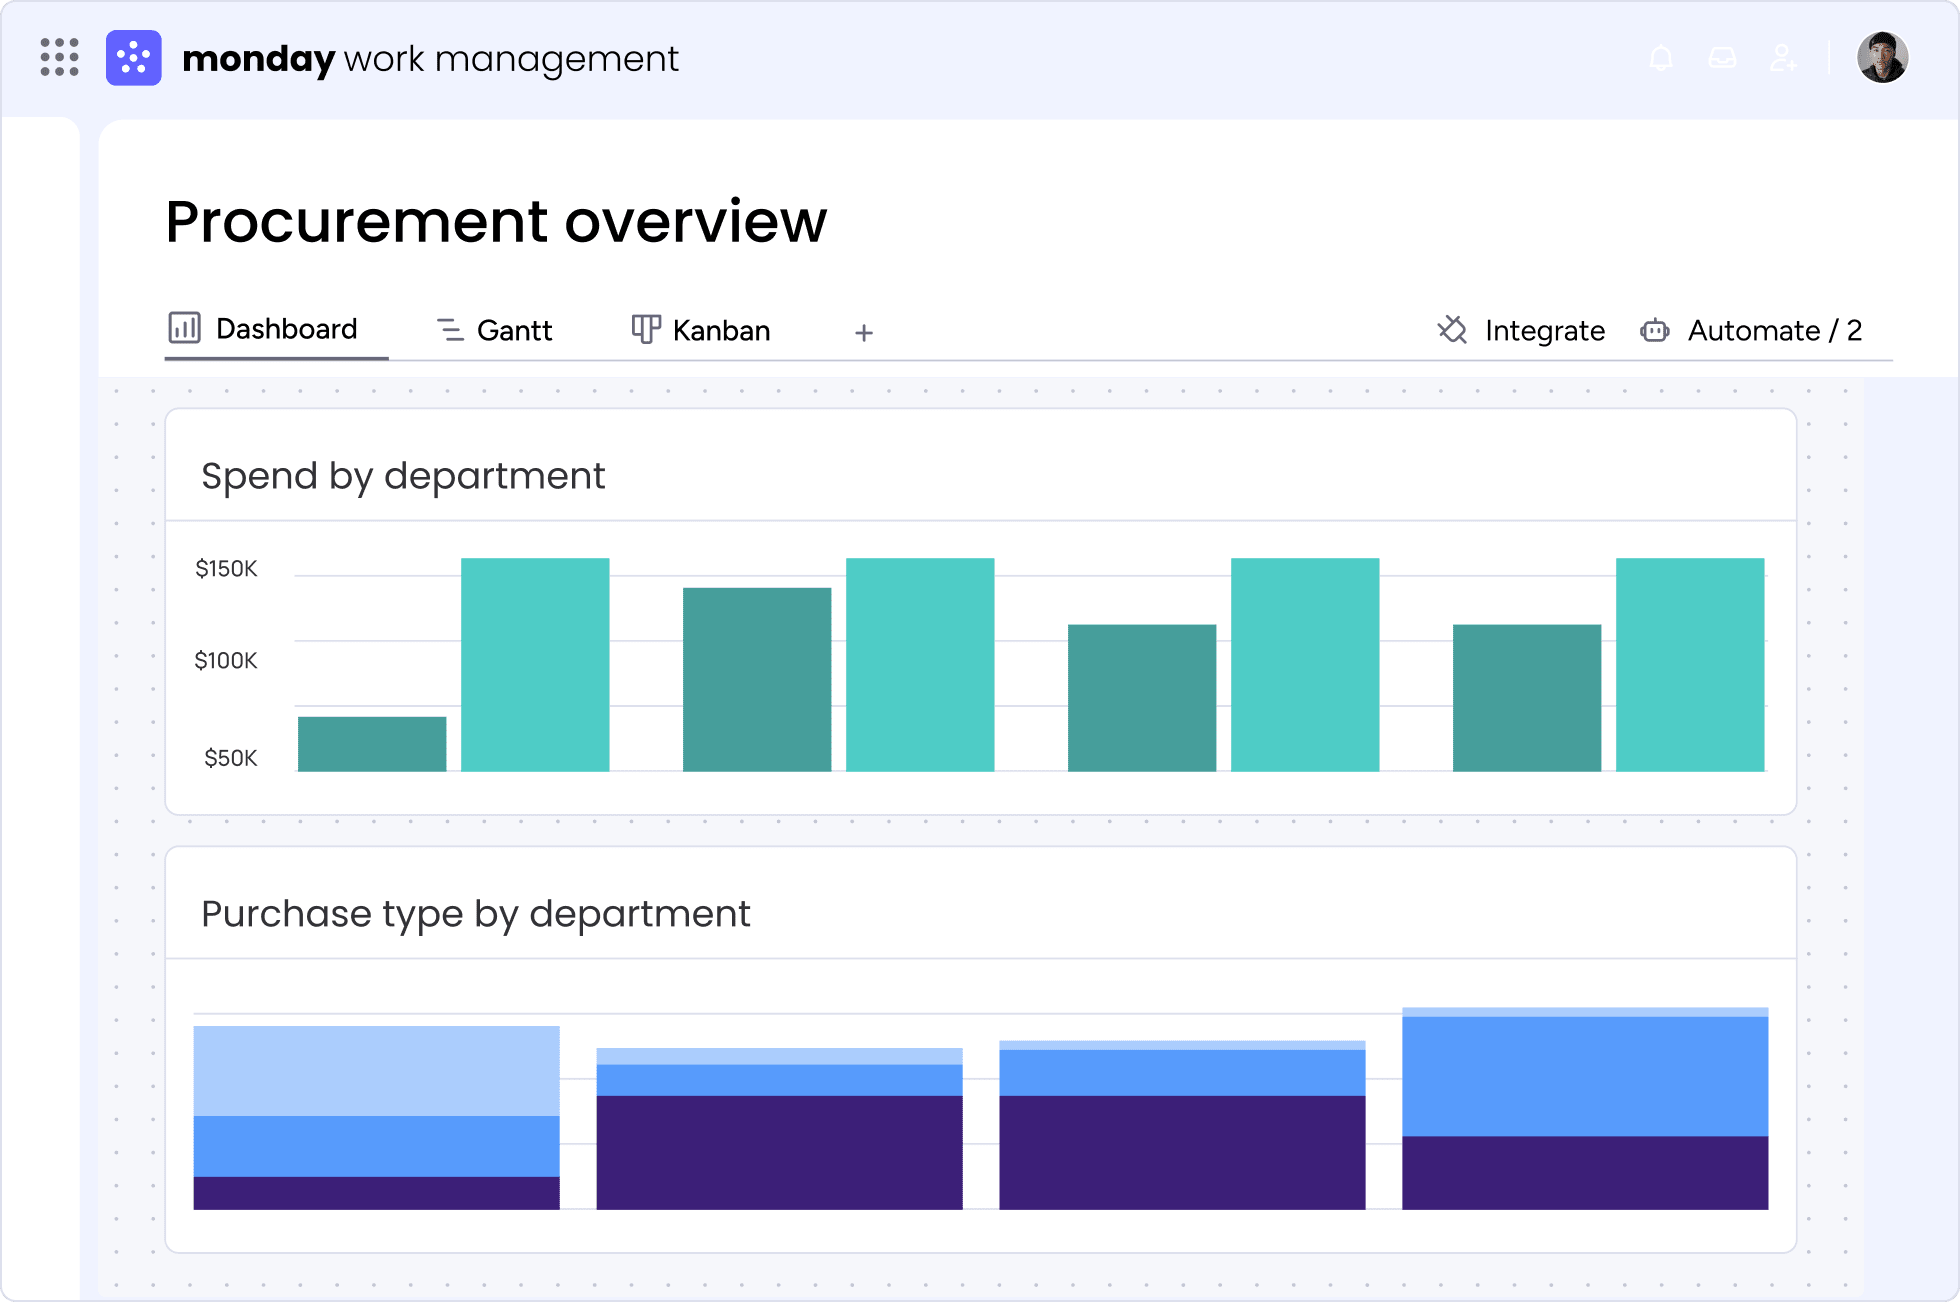 monday work management
Procurement overview
Dashboard
Gantt
Kanban
+
Integrate
Automate / 2
Spend by department
$150K
$100K
$50K
Purchase type by department